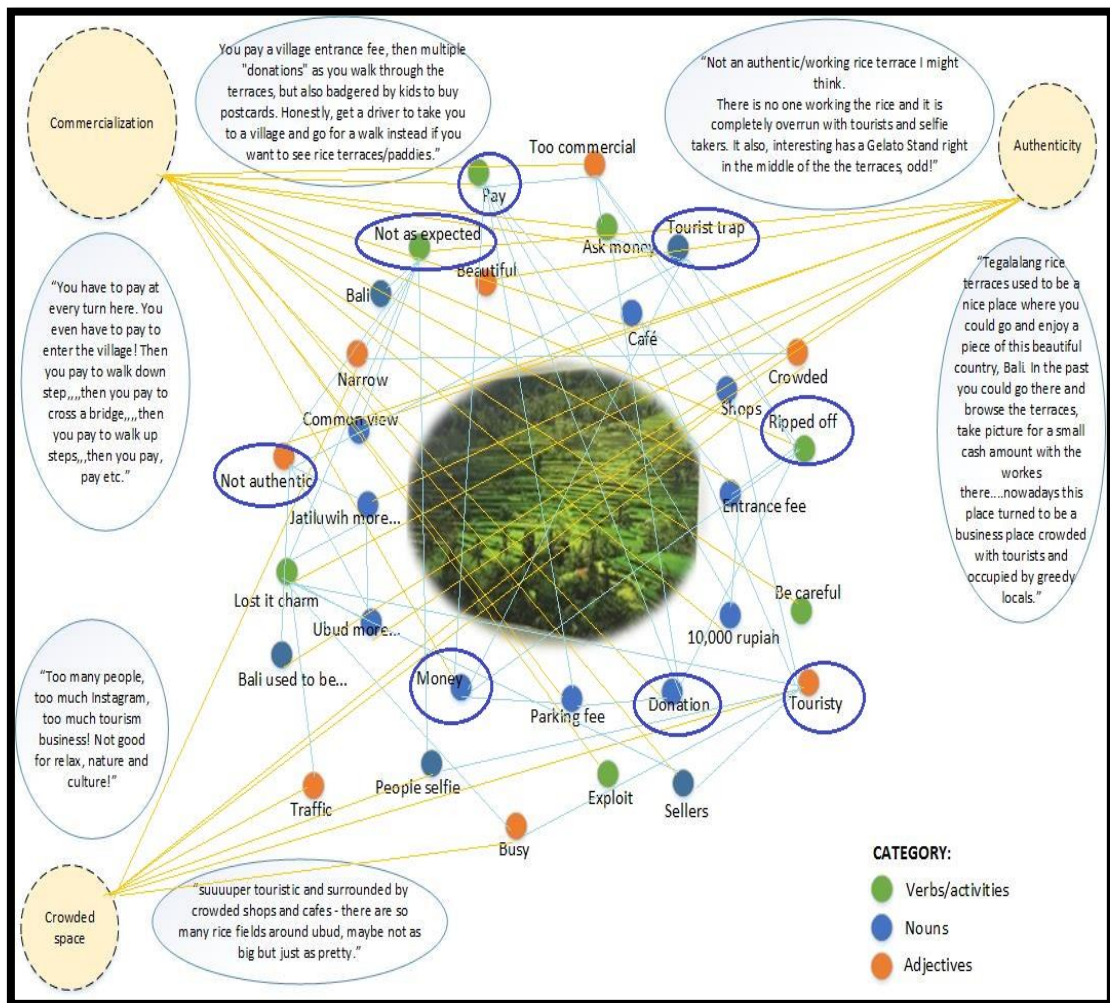 You pay a village entrance fee, then multiple
"donations" as you walk through the
terraces, but also badgered by kids to buy
postcards. Honestly, get a driver to take you
to a village and go for a walk instead if you
want to see rice terraces/paddies.”
“Not an authentic/working rice terrace I might
think.
There is no one working the rice and it is
completely overrun with tourists and selfie
takers. It also, interesting has a Gelato Stand right
in the middle of the the terraces, odd!”
Commercialization
Authenticity
Too commercial
Pay
Not as expected
Ask money
Tourist trap
Beautiful
Bali
Café
“You have to pay at
every turn here. You
even have to pay to
enter the village! Then
you pay to walk down
step,,,,then you pay to
cross a bridge,,,,then
you pay to walk up
steps,,,then you pay,
pay etc.”
“Tegalalang rice
terraces used to be a
nice place where you
could go and enjoy a
piece of this beautiful
country, Bali. In the past
you could go there and
browse the terraces,
take picture for a small
cash amount with the
workes
there....nowadays this
place turned to be a
business place crowded
with tourists and
occupied by greedy
locals.”
Narrow
Crowded
Common view
Shops
Ripped off
Not authentic
Jatiluwih more...
Entrance fee
Lost it charm
Be careful
Ubud more...
10,000 rupiah
Bali used to be...
Money
Parking fee
Donation
Touristy
“Too many people,
too much Instagram,
too much tourism
business! Not good
for relax, nature and
culture!”
People selfie
Traffic
Exploit
Sellers
Busy
Crowded
space
“suuuuper touristic and surrounded by
crowded shops and cafes - there are so
many rice fields around ubud, maybe not as
big but just as pretty.”
CATEGORY:
Verbs/activities
Nouns
Adjectives